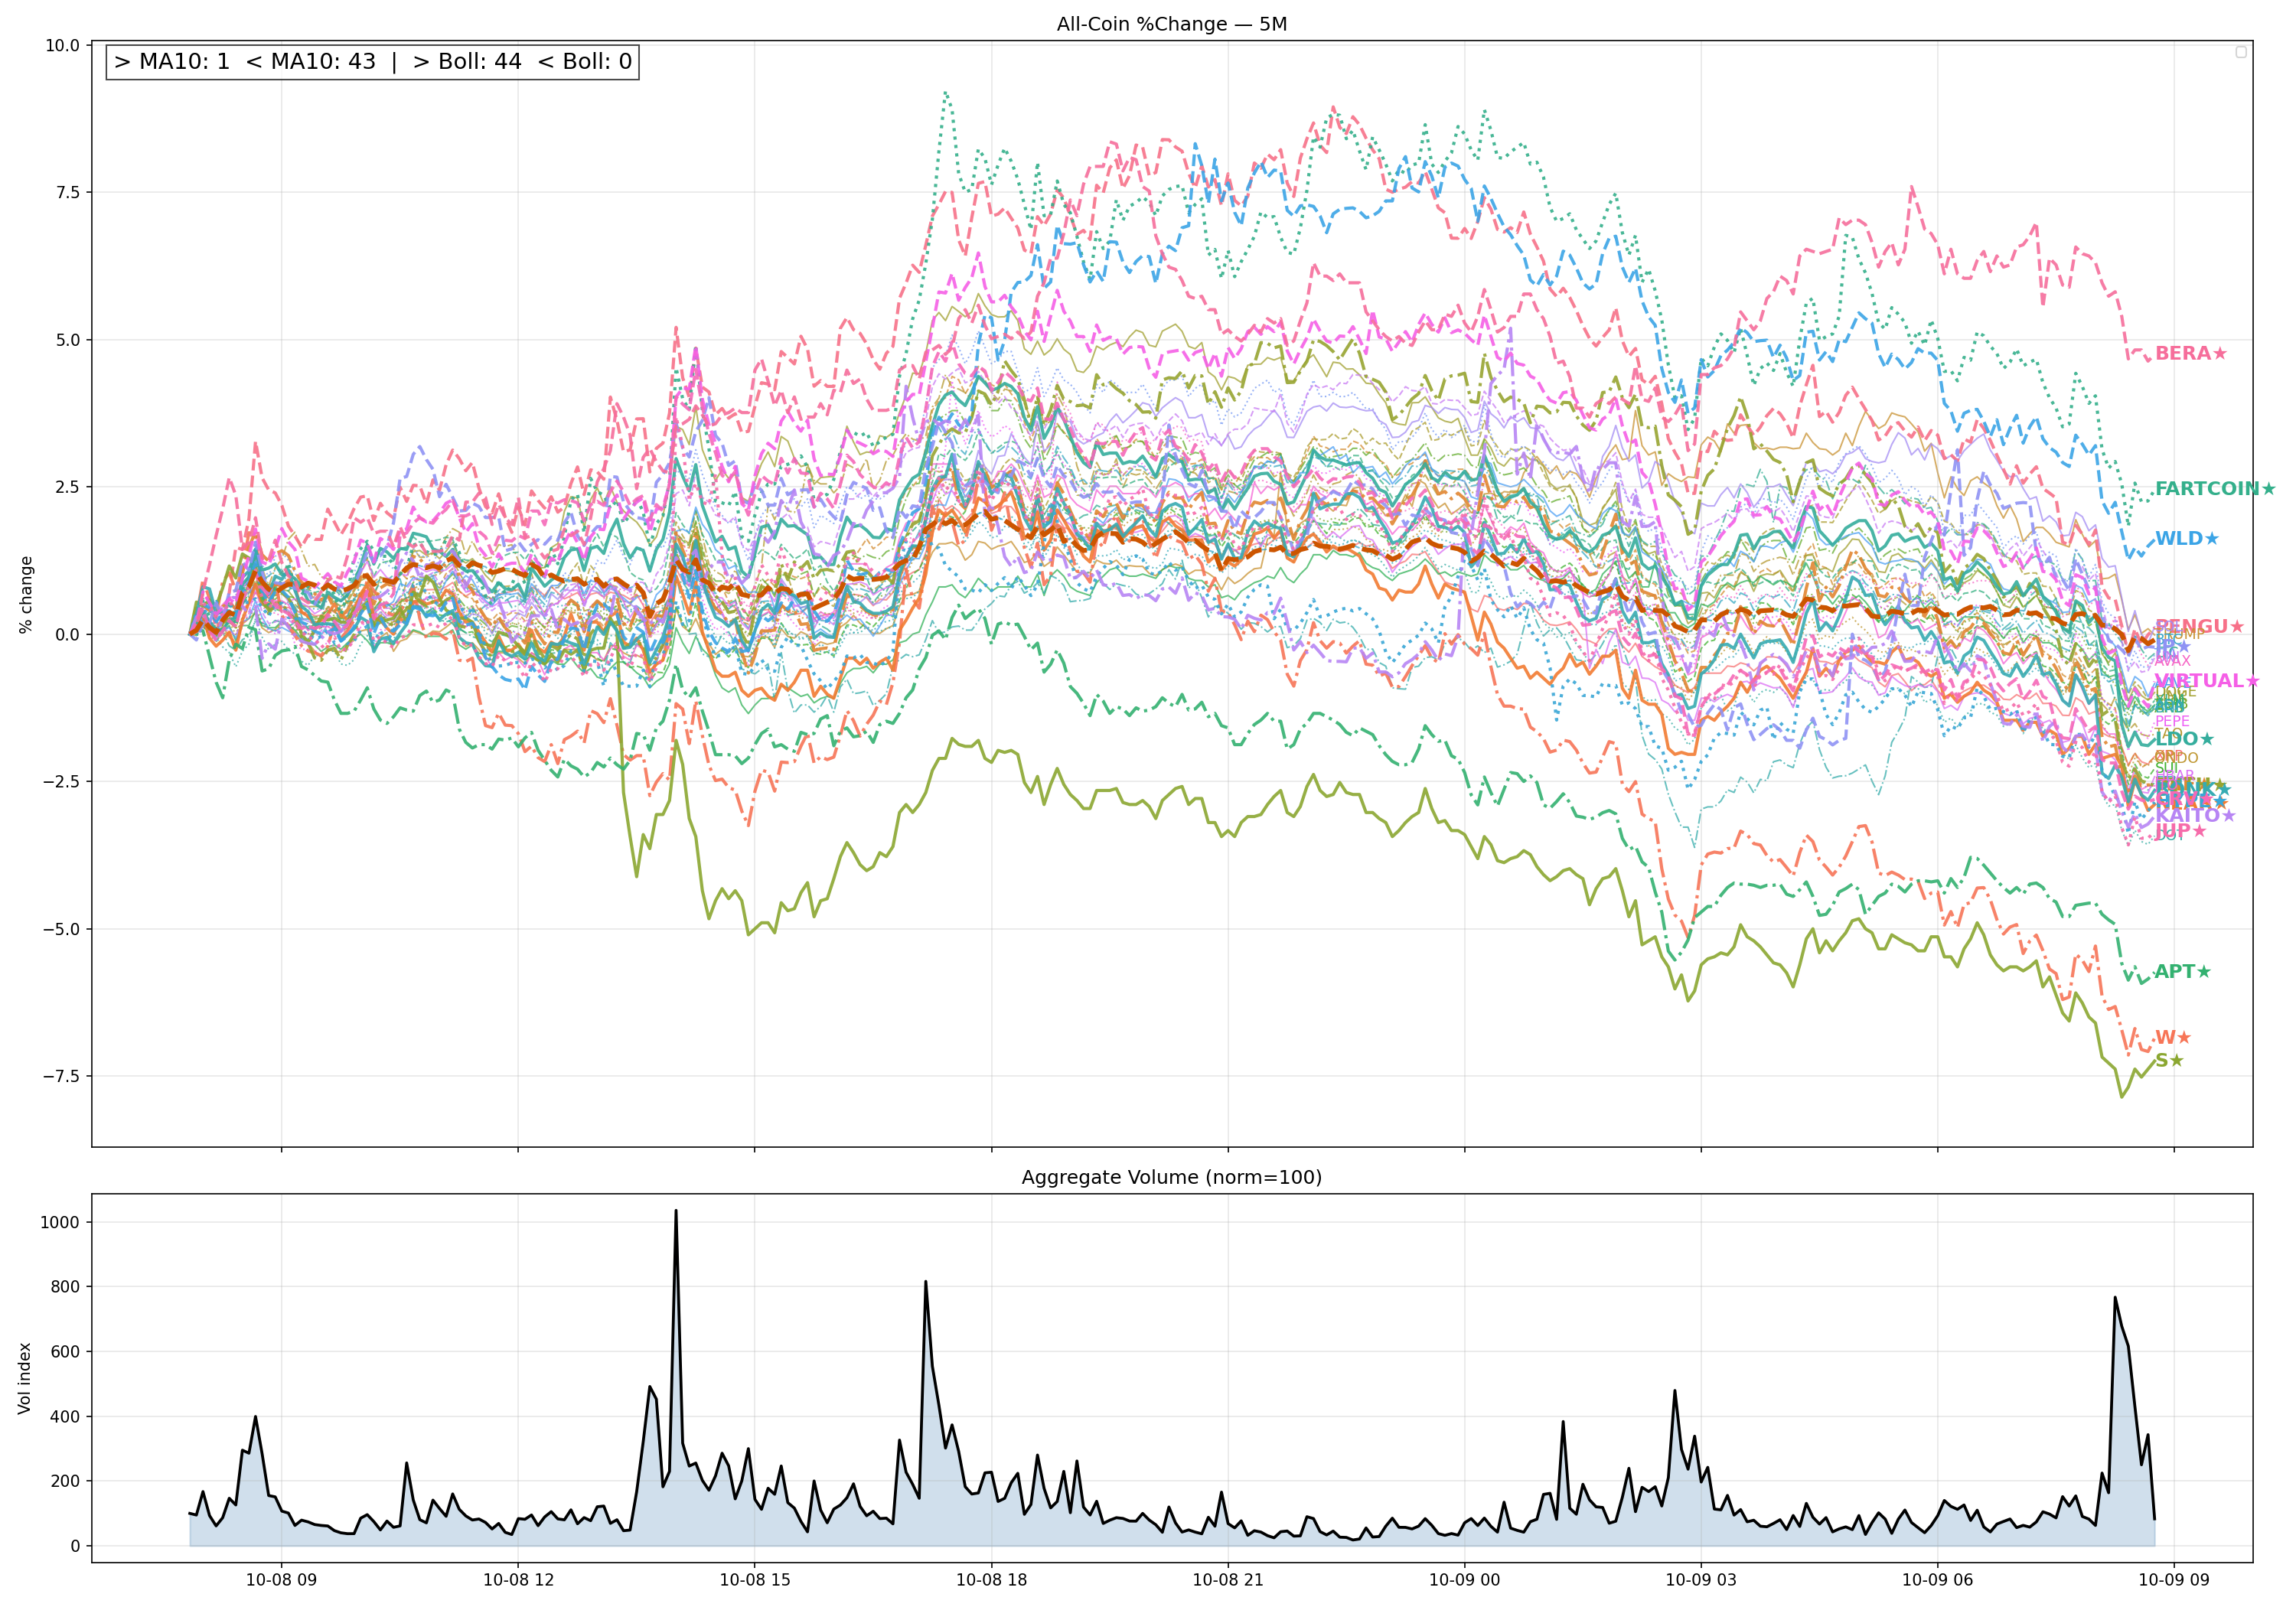 All-Coin %Change — 5M
> MA10: 1  < MA10: 43  |  > Boll: 44  < Boll: 0
% change
10.0
7.5
5.0
2.5
0.0
−2.5
−5.0
−7.5
BERA★
FARTCOIN★
WLD★
PENGU★
AVAX
VIRTUAL★
DOGE
PEPE
TAO
LDO★
ONDO
SUI
HBAR
KAITO★
JUP★
DOT
APT★
W★
S★
Aggregate Volume (norm=100)
Vol index
1000
800
600
400
200
0
10-08 09
10-08 12
10-08 15
10-08 18
10-08 21
10-09 00
10-09 03
10-09 06
10-09 09